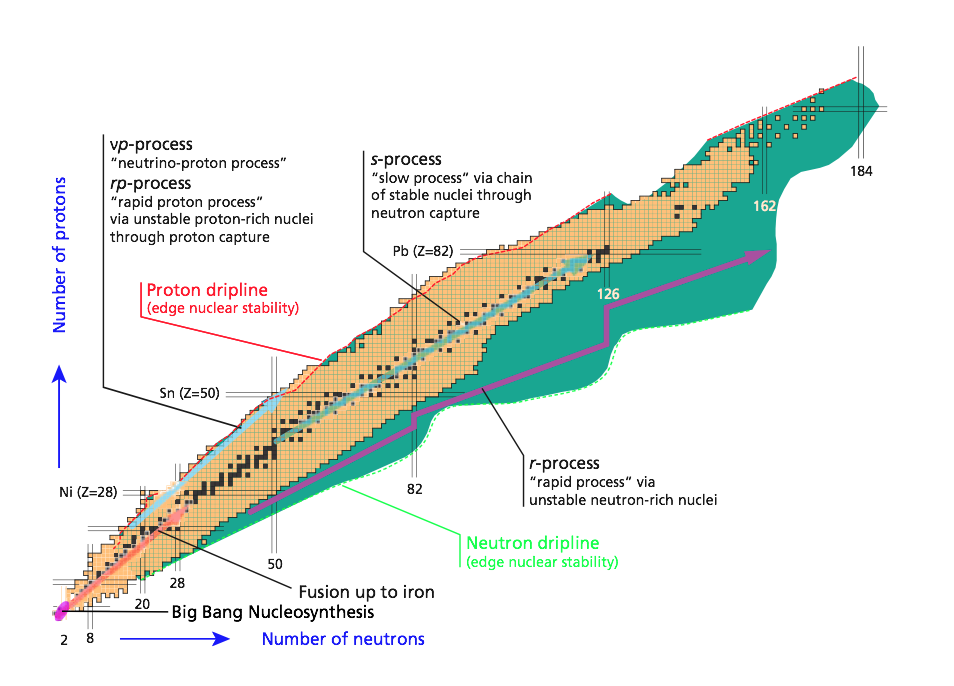 νp-process
“neutrino-proton process”
rp-process
“rapid proton process”
via unstable proton-rich nuclei
through proton capture
s-process
“slow process” via chain
of stable nuclei through
neutron capture
184
162
Number of protons
Pb (Z=82)
Proton dripline
(edge nuclear stability)
126
Sn (Z=50)
r-process
“rapid process” via
unstable neutron-rich nuclei
Ni (Z=28)
82
Neutron dripline
(edge nuclear stability)
50
28
Fusion up to iron
20
Big Bang Nucleosynthesis
2
8
Number of neutrons